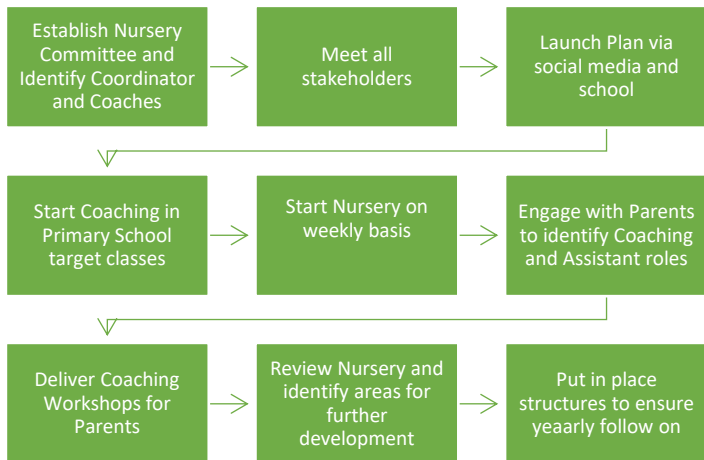 Establish Nursery
Committee and
Identify Coordinator
and Coaches
Meet all
stakeholders
Launch Plan via
social media and
school
Start Coaching in
Primary School
target classes
Start Nursery on
weekly basis
Engage with Parents
to identify Coaching
and Assistant roles
Deliver Coaching
Workshops for
Parents
Review Nursery and
identify areas for
further
development
Put in place
structures to ensure
yeaarly follow on